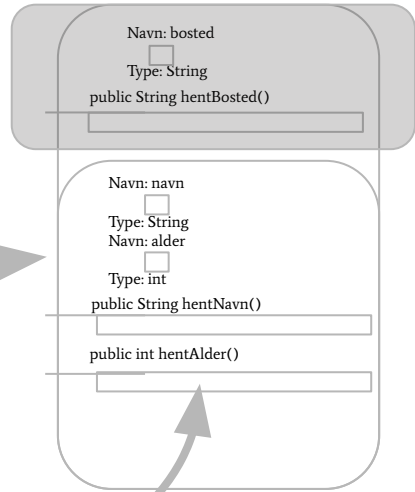 Navn: bosted
Type: String
public String hentBosted()
Navn: navn
Type: String
Navn: alder
Type: int
public String hentNavn()
public int hentAlder()